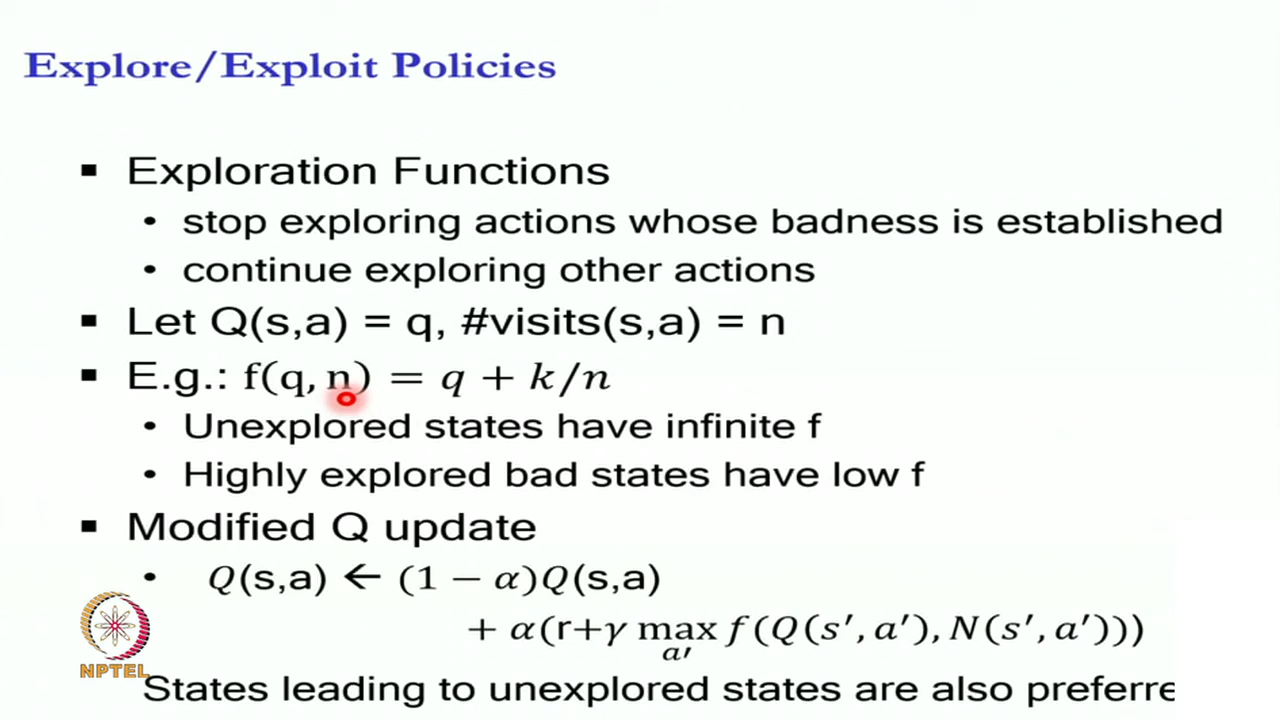 Explore/Exploit Policies
▪ Exploration Functions
• stop exploring actions whose badness is established
• continue exploring other actions
▪ Let Q(s,a) = q, #visits(s,a) = n
▪ E.g.: f(q, n) = q + k/n
• Unexplored states have infinite f
• Highly explored bad states have low f
▪ Modified Q update
• Q(s,a) ← (1 − α)Q(s,a)
+ α(r+γ max f(Q(s′, a′), N(s′, a′)))
a′
NPTEL
States leading to unexplored states are also preferre